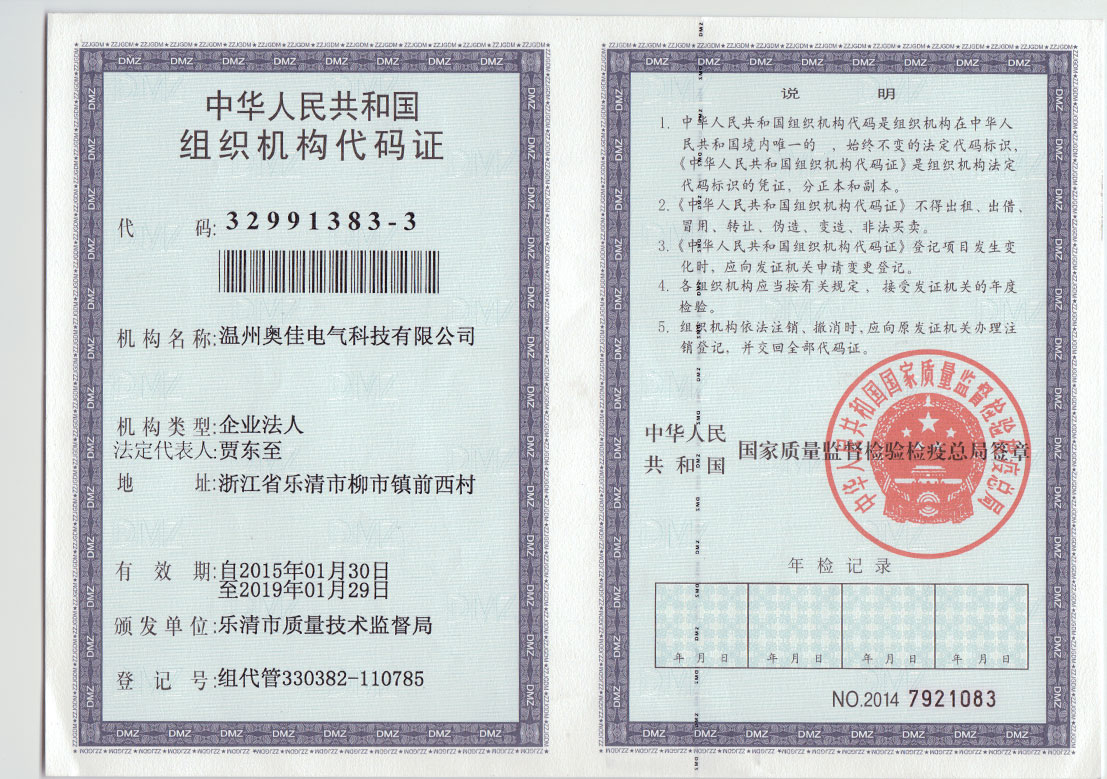 中华人民共和国
组织机构代码证
代 码: 32991383-3
机构名称:温州奥佳电气科技有限公司
机构类型:企业法人
法定代表人:贾东至
地 址:浙江省乐清市柳市镇前西村
有 效 期:自2015年01月30日
至2019年01月29日
颁发单位:乐清市质量技术监督局
登 记 号:组代管330382-110785
说 明
1. 中华人民共和国组织机构代码是组织机构在中华人
民共和国境内唯一的 、始终不变的法定代码标识,
《中华人民共和国组织机构代码证》是组织机构法定
代码标识的凭证,分正本和副本。
2.《中华人民共和国组织机构代码证》不得出租、出借、
冒用、转让、伪造、变造、非法买卖。
3.《中华人民共和国组织机构代码证》登记项目发生变
化时,应向发证机关申请变更登记。
4. 各组织机构应当按有关规定,接受发证机关的年度
检验。
5. 组织机构依法注销、撤消时,应向原发证机关办理注
销登记,并交回全部代码证。
中华人民
共和国
国家质量监督检验检疫总局签章
中华人民共和国国家质量监督检验检疫总局
年检记录
年 月 日 年 月 日 年 月 日 年 月 日
NO.2014 7921083